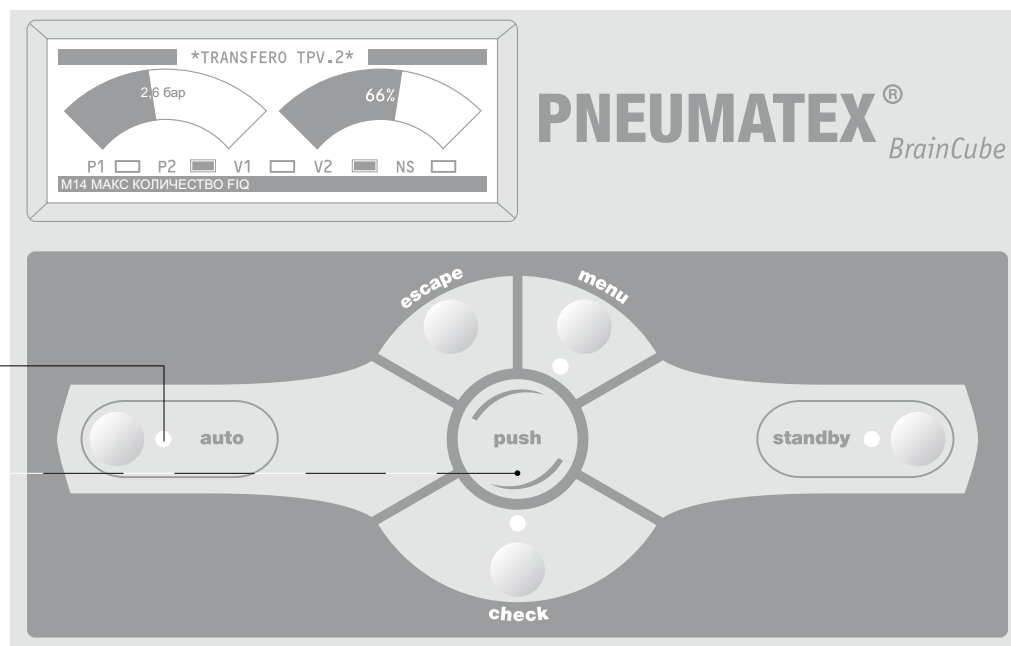 *TRANSFERO TPV.2*
2,6 бар
66%
P1 P2 V1 V2 NS
M14 МАКС КОЛИЧЕСТВО FIQ
PNEUMATEX®
BrainCube
escape
menu
auto
push
standby
check